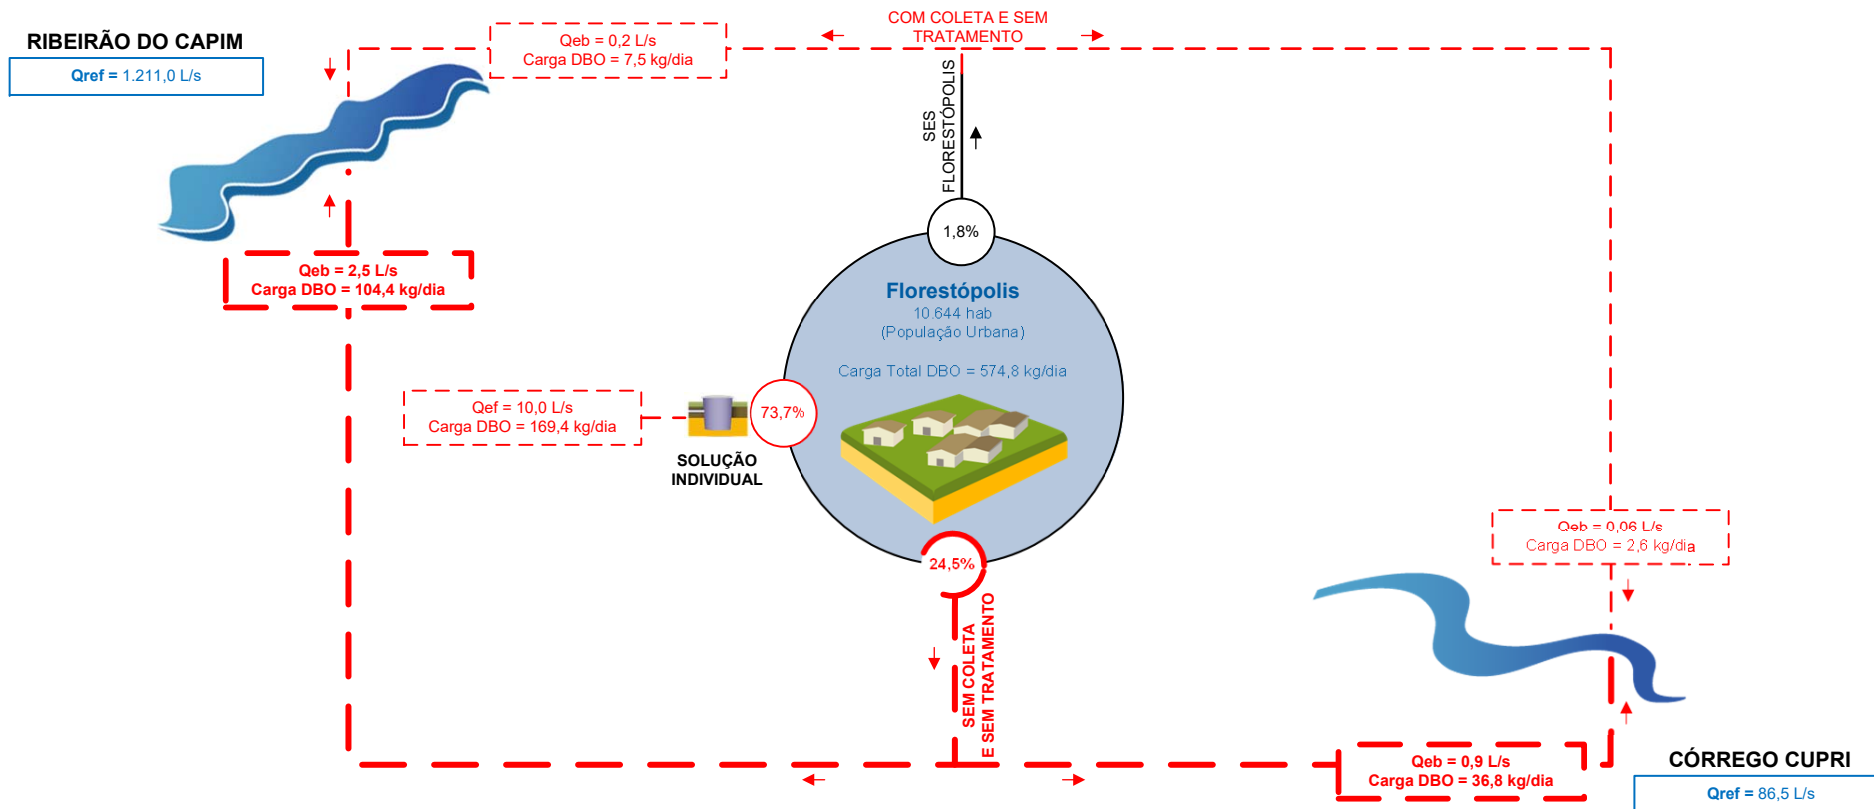 COM COLETA E SEM
TRATAMENTO
RIBEIRÃO DO CAPIM
Qref = 1.211,0 L/s
Qeb = 0,2 L/s
Carga DBO = 7,5 kg/dia
SES
FLORESTÓPOLIS
1,8%
Qeb = 2,5 L/s
Carga DBO = 104,4 kg/dia
Florestópolis
10.644 hab
(População Urbana)
Carga Total DBO = 574,8 kg/dia
Qef = 10,0 L/s
Carga DBO = 169,4 kg/dia
73,7%
SOLUÇÃO
INDIVIDUAL
24,5%
SEM COLETA
E SEM TRATAMENTO
Qeb = 0,06 L/s
Carga DBO = 2,6 kg/dia
Qeb = 0,9 L/s
Carga DBO = 36,8 kg/dia
CÓRREGO CUPRI
Qref = 86,5 L/s